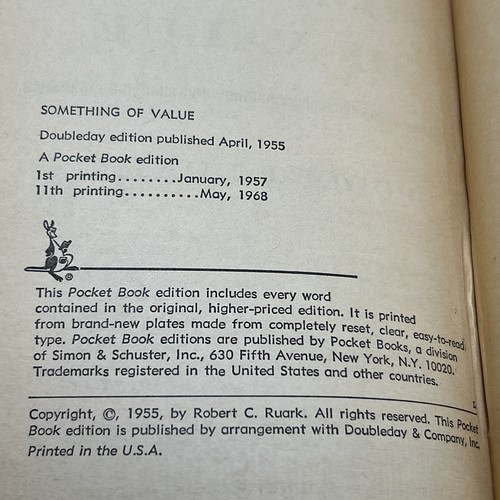 SOMETHING OF VALUE
Doubleday edition published April, 1955
A Pocket Book edition
1st printing........January, 1957
11th printing..........May, 1968
®
This Pocket Book edition includes every word
contained in the original, higher-priced edition. It is printed
from brand-new plates made from completely reset, clear, easy-to-read
type. Pocket Book editions are published by Pocket Books, a division
of Simon & Schuster, Inc., 630 Fifth Avenue, New York, N.Y. 10020.
Trademarks registered in the United States and other countries.
L
Copyright, ©, 1955, by Robert C. Ruark. All rights reserved. This Pocket
Book edition is published by arrangement with Doubleday & Company, Inc.
Printed in the U.S.A.